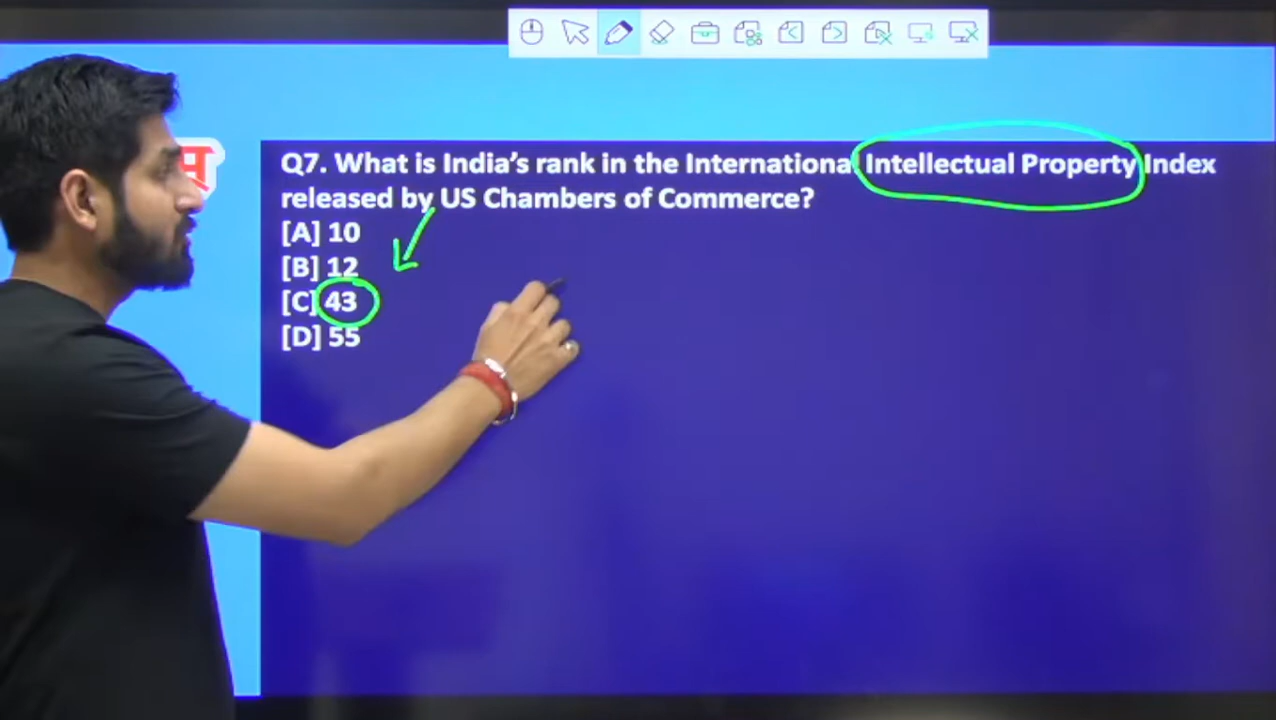 Q7. What is India's rank in the International Intellectual Property Index
released by US Chambers of Commerce?
[A] 10
[B] 12
[C] 43
[D] 55